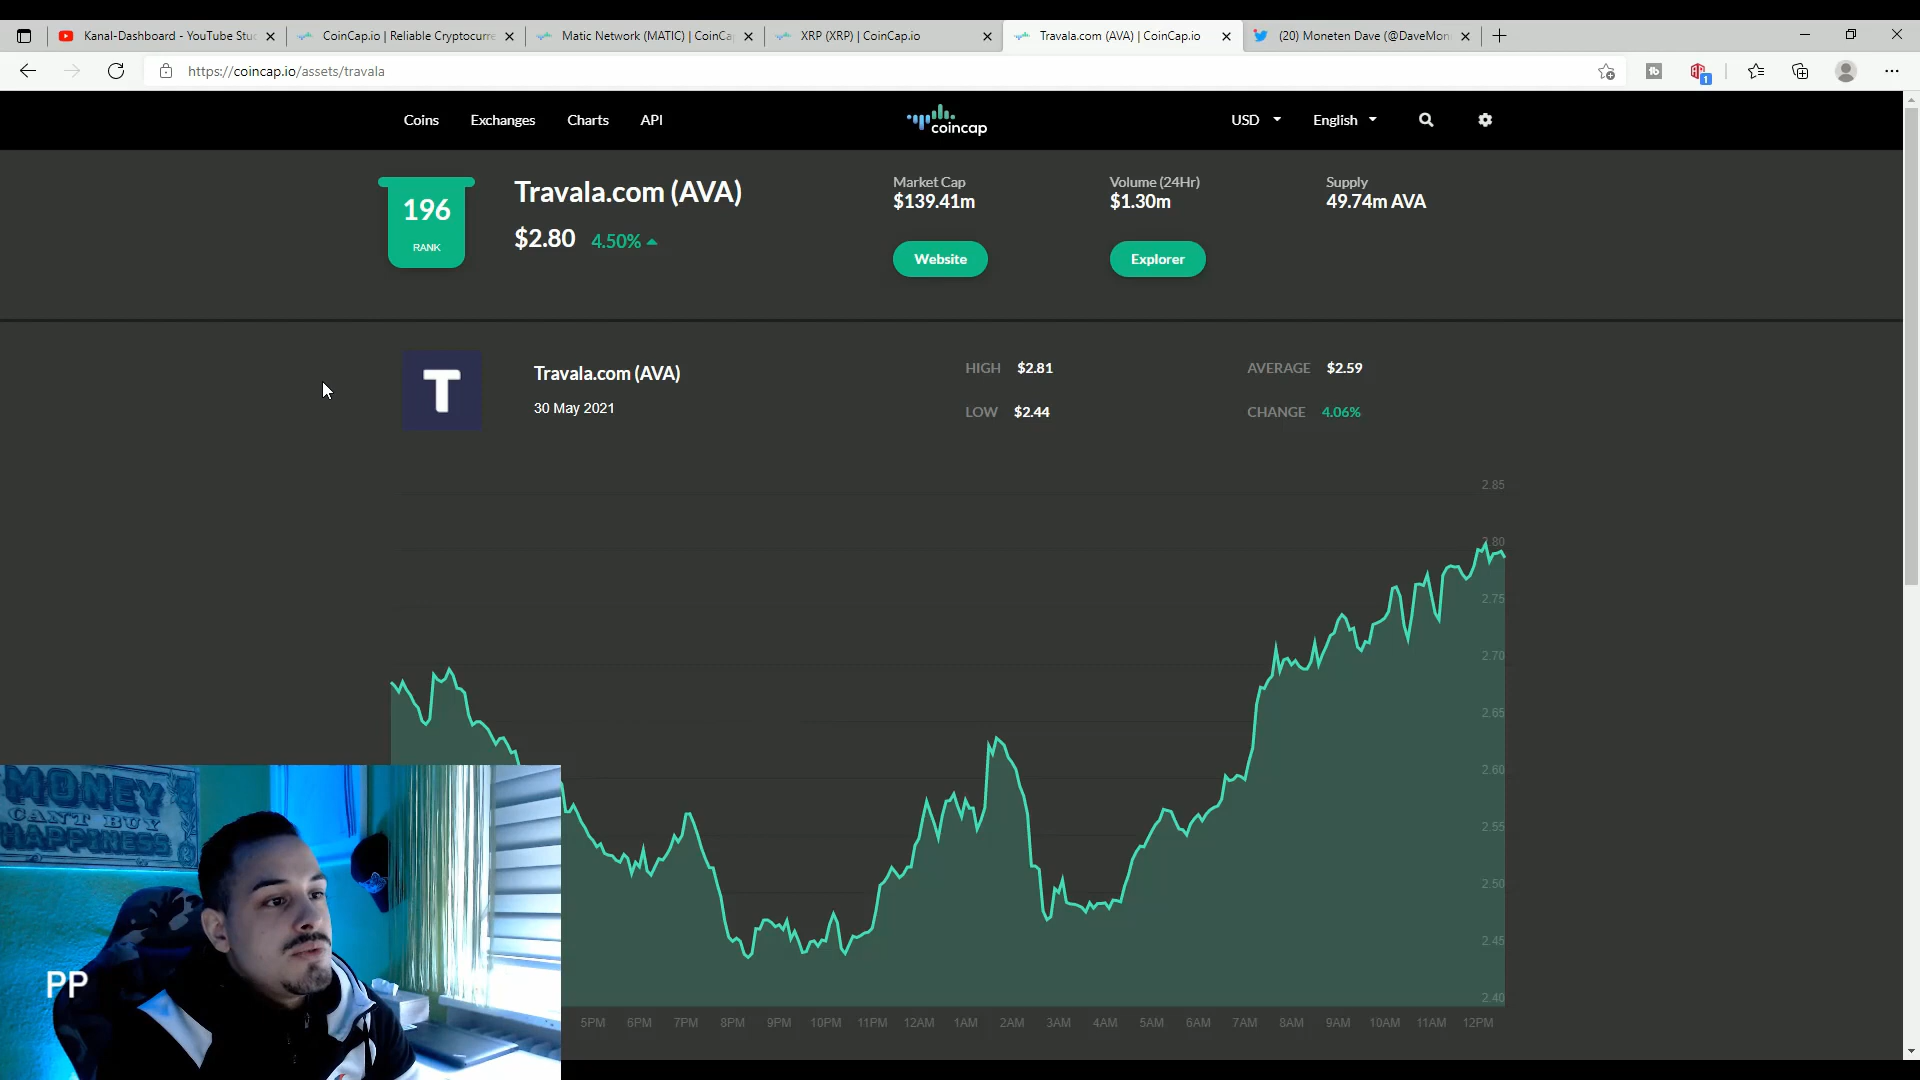 Kanal-Dashboard - YouTube Stu
CoinCap.io | Reliable Cryptocurre
Matic Network (MATIC) | CoinCa
XRP (XRP) | CoinCap.io
Travala.com (AVA) | CoinCap.io
(20) Moneten Dave (@DaveMon
https://coincap.io/assets/travala
1
Coins Exchanges Charts API
coincap
USD English
196
RANK
Travala.com (AVA)
$2.80 4.50%
Market Cap
$139.41m
Volume (24Hr)
$1.30m
Supply
49.74m AVA
Website Explorer
T
Travala.com (AVA)
30 May 2021
HIGH $2.81
LOW $2.44
AVERAGE $2.59
CHANGE 4.06%
2.85
2.80
2.75
2.70
2.65
2.60
2.55
2.50
2.45
2.40
5PM 6PM 7PM 8PM 9PM 10PM 11PM 12AM 1AM 2AM 3AM 4AM 5AM 6AM 7AM 8AM 9AM 10AM 11AM 12PM
MONEY
CANT BUY
HAPPINESS
PP